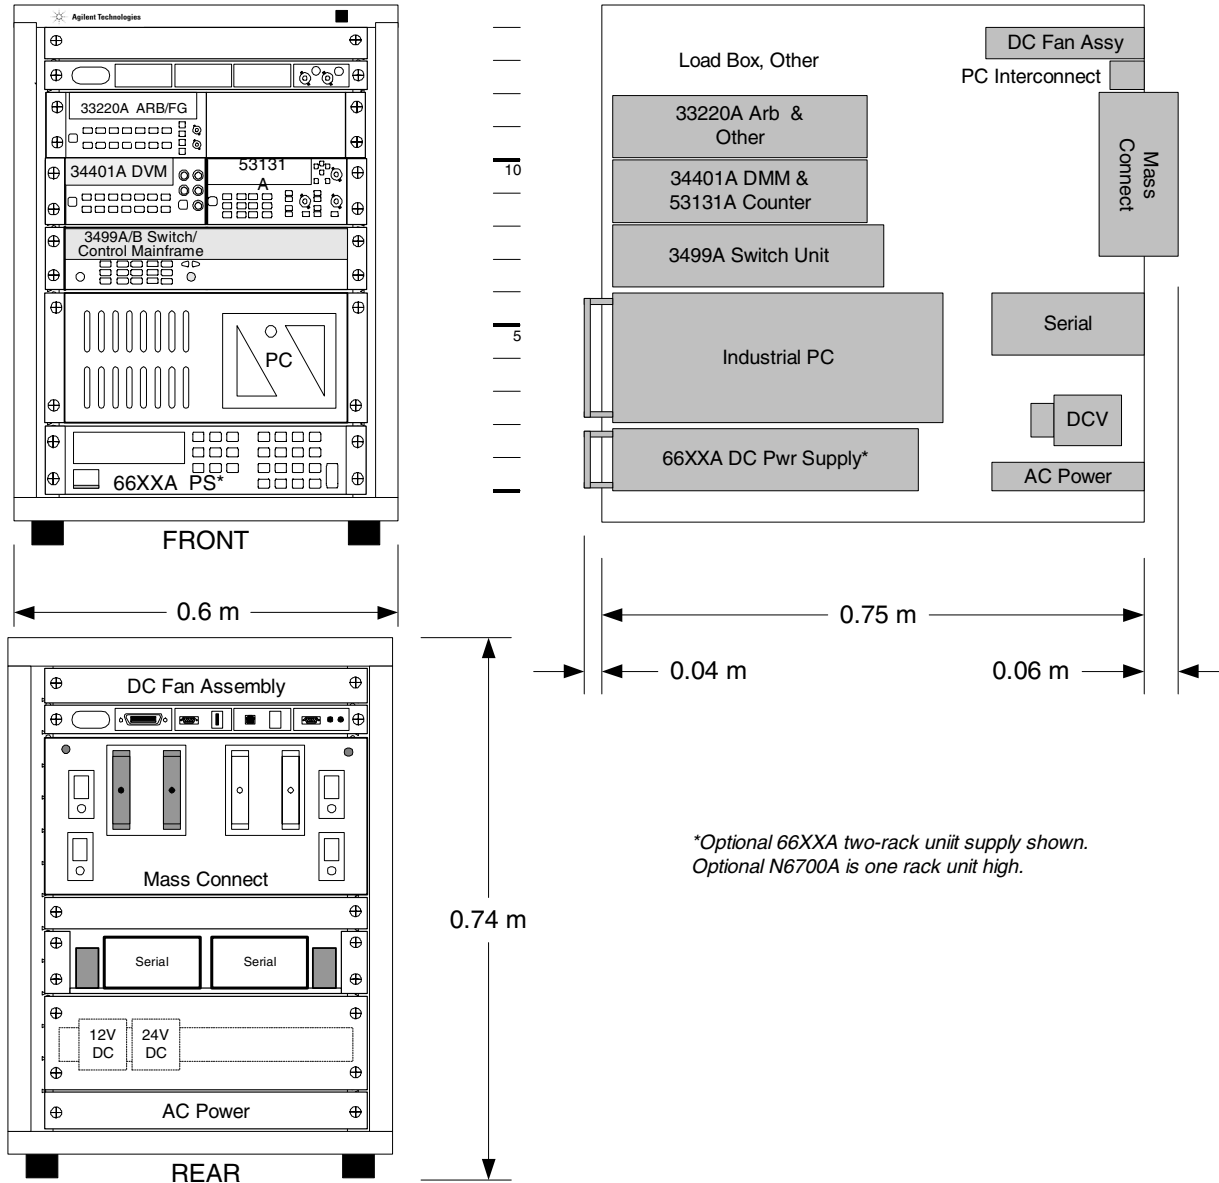 Agilent Technologies
33220A ARB/FG
34401A DVM
53131
A
3499A/B Switch/
Control Mainframe
PC
66XXA PS*
FRONT
0.6 m
10
5
Load Box, Other
DC Fan Assy
PC Interconnect
33220A Arb &
Other
34401A DMM &
53131A Counter
3499A Switch Unit
Mass
Connect
Industrial PC
Serial
DCV
66XXA DC Pwr Supply*
AC Power
0.75 m
0.04 m
0.06 m
DC Fan Assembly
Mass Connect
Serial
Serial
12V
DC
24V
DC
AC Power
REAR
0.74 m
*Optional 66XXA two-rack uniit supply shown.
Optional N6700A is one rack unit high.